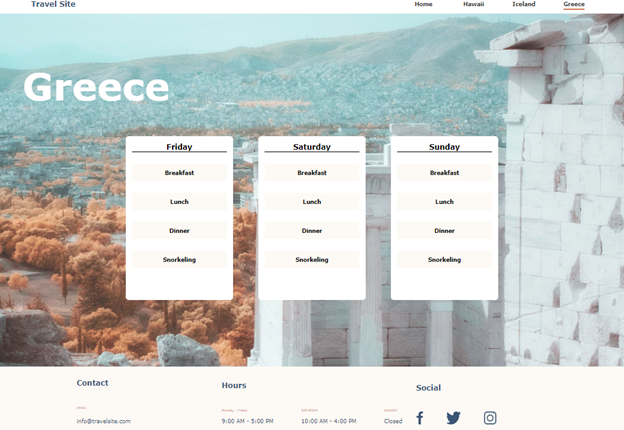 Travel Site Home Hawaii Iceland Greece
Greece
Friday Saturday Sunday
Breakfast Breakfast Breakfast
Lunch Lunch Lunch
Dinner Dinner Dinner
Snorkeling Snorkeling Snorkeling
Contact Hours Social
EMAIL Monday - Friday SATURDAY SUNDAY
info@travelsite.com 9:00 AM - 5:00 PM 10:00 AM - 4:00 PM Closed